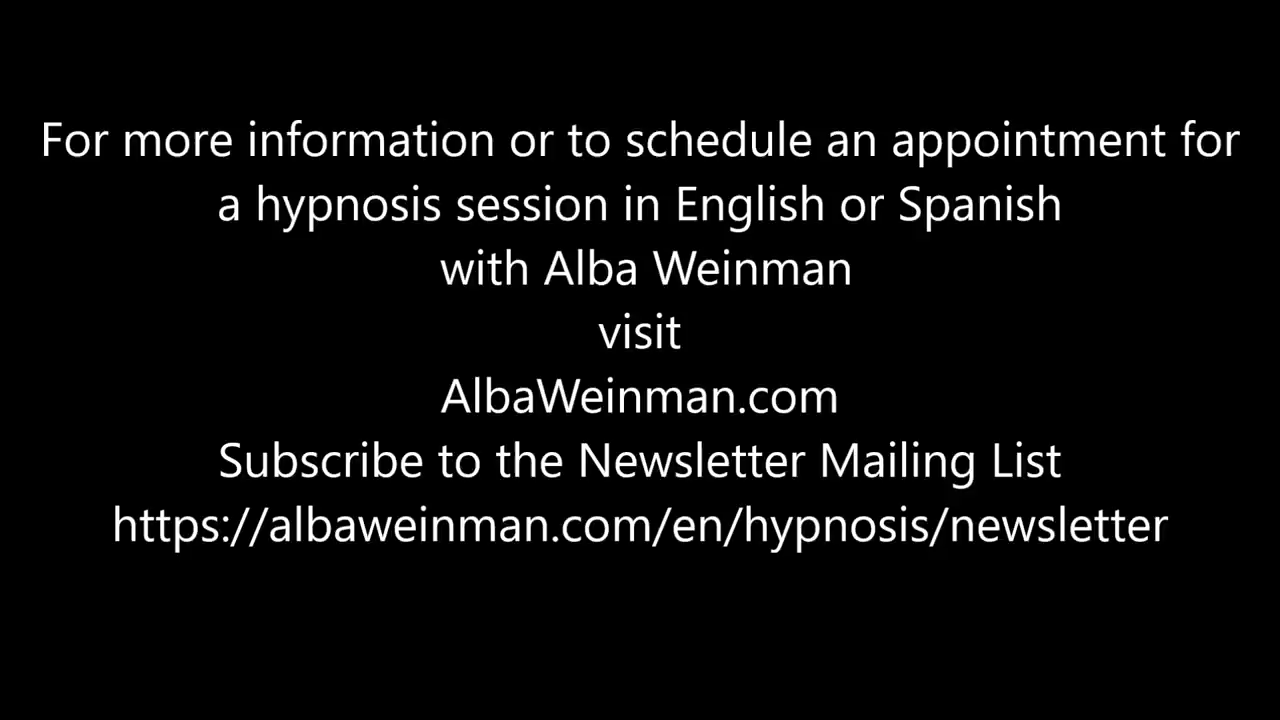 For more information or to schedule an appointment for
a hypnosis session in English or Spanish
with Alba Weinman
visit
AlbaWeinman.com
Subscribe to the Newsletter Mailing List
https://albaweinman.com/en/hypnosis/newsletter